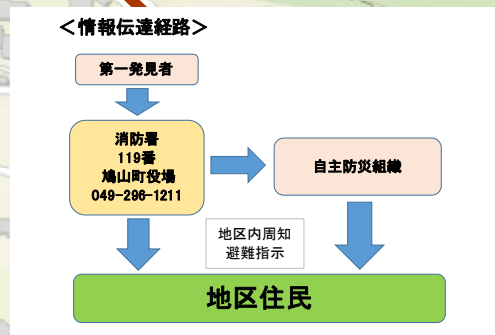 ＜情報伝達経路＞
第一発見者
消防署
119番
鳩山町役場
049-296-1211
自主防災組織
地区内周知
避難指示
地区住民